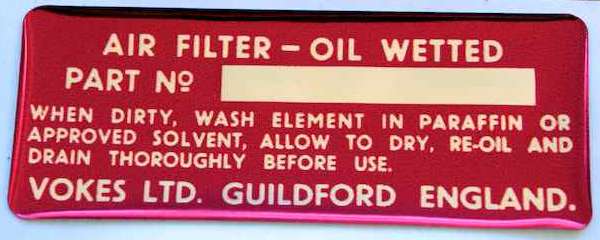 AIR FILTER – OIL WETTED
PART Nº
WHEN DIRTY, WASH ELEMENT IN PARAFFIN OR
APPROVED SOLVENT, ALLOW TO DRY, RE-OIL AND
DRAIN THOROUGHLY BEFORE USE.
VOKES LTD. GUILDFORD ENGLAND.